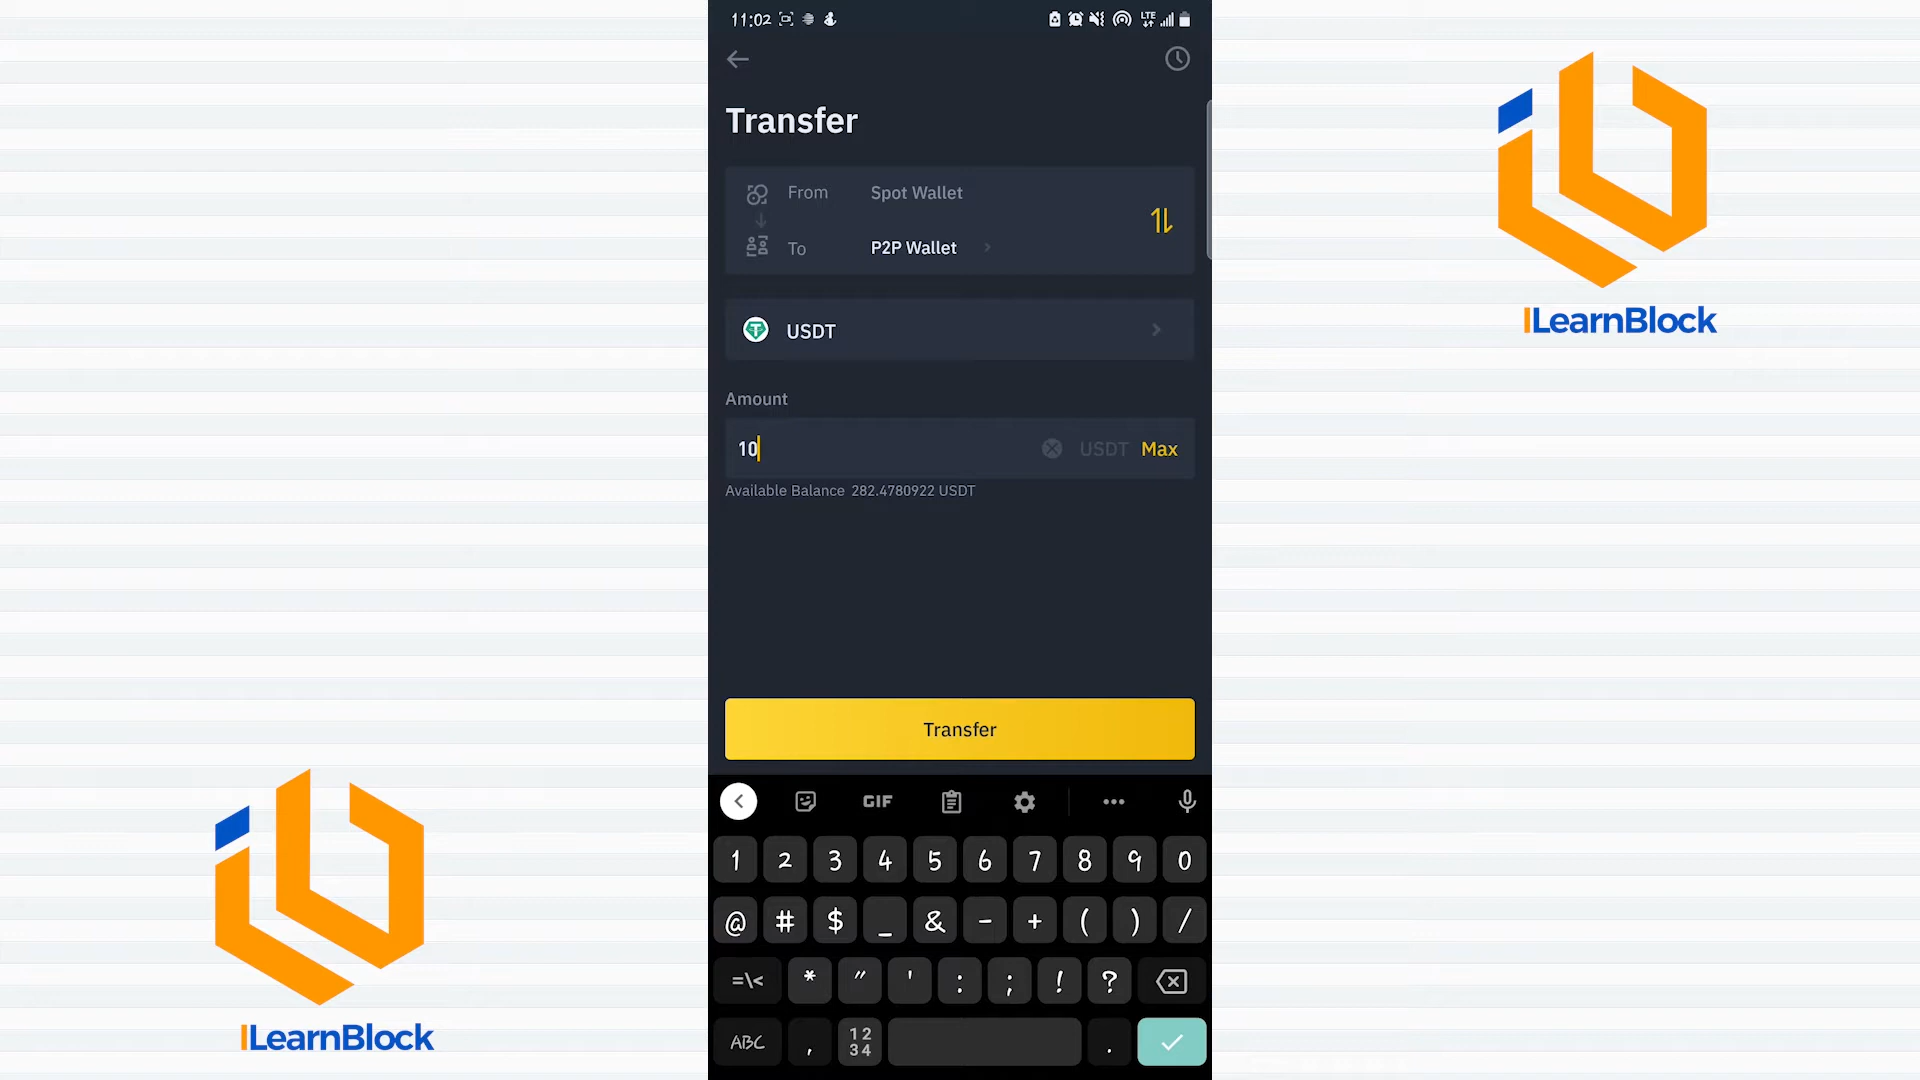 11:02
LTE
Transfer
From Spot Wallet
To P2P Wallet
USDT
Amount
10 USDT Max
Available Balance 282.4780922 USDT
Transfer
GIF
1 2 3 4 5 6 7 8 9 0
@ # $ _ & - + ( ) /
=\< * " ' : ; ! ?
ABC , 12 34 .
ILearnBlock
ILearnBlock